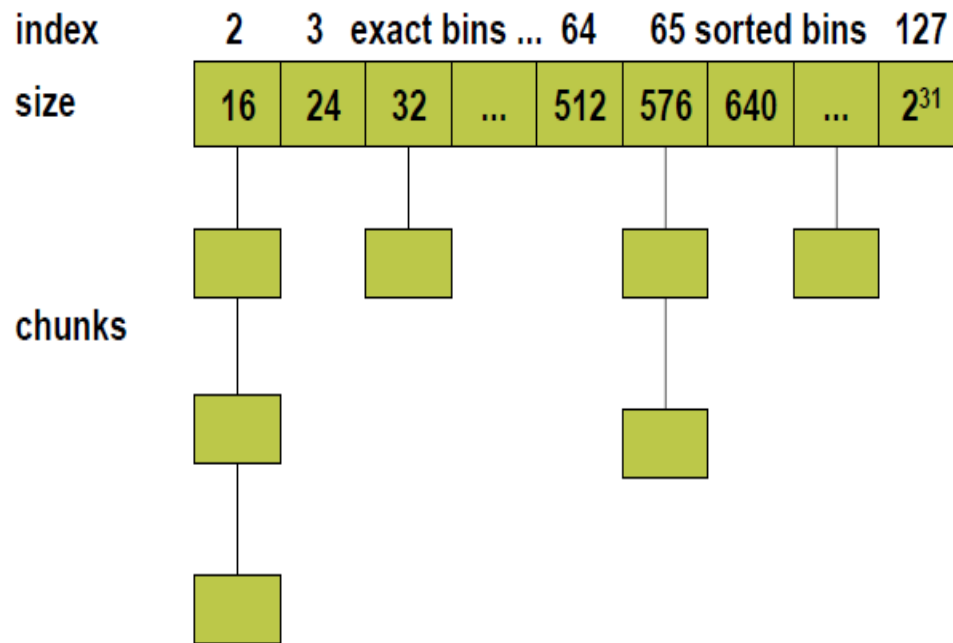 index 2 3 exact bins ... 64 65 sorted bins 127
size 16 24 32 ... 512 576 640 ... 2³¹
chunks